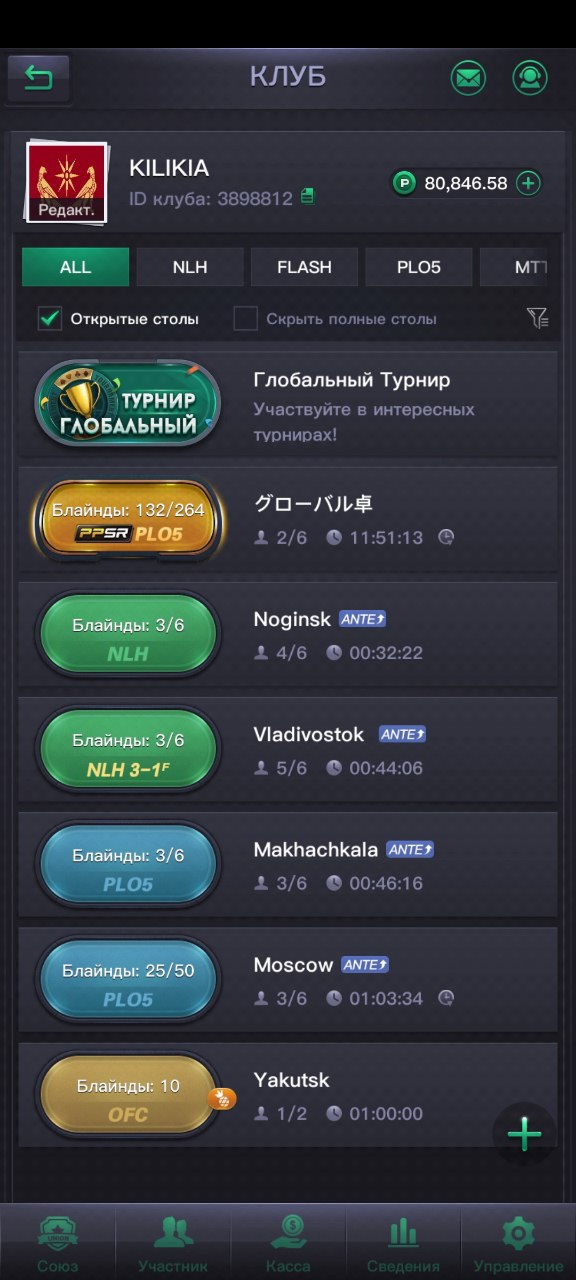 КЛУБ
KILIKIA
ID клуба: 3898812
Редакт.
P 80,846.58
ALL NLH FLASH PLO5 MTT
Открытые столы Скрыть полные столы
ТУРНИР
ГЛОБАЛЬНЫЙ
Глобальный Турнир
Участвуйте в интересных
турнирах!
Блайнды: 132/264
PPSR PLO5
グローバル卓
2/6 11:51:13
Блайнды: 3/6
NLH
Noginsk ANTE
4/6 00:32:22
Блайнды: 3/6
NLH 3-1F
Vladivostok ANTE
5/6 00:44:06
Блайнды: 3/6
PLO5
Makhachkala ANTE
3/6 00:46:16
Блайнды: 25/50
PLO5
Moscow ANTE
3/6 01:03:34
Блайнды: 10
OFC
Yakutsk
1/2 01:00:00
UNION
Союз Участник Касса Сведения Управление